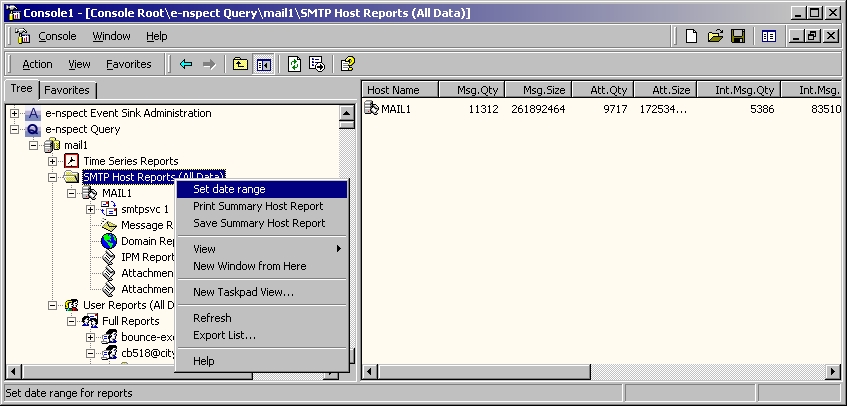 Console1 - [Console Root\e-nspect Query\mail1\SMTP Host Reports (All Data)]
Console Window Help
Action View Favorites
Tree Favorites
Host Name Msg.Qty Msg.Size Att.Qty Att.Size Int.Msg.Qty Int.Msg.
MAIL1 11312 261892464 9717 172534... 5386 83510
e-nspect Event Sink Administration
e-nspect Query
mail1
Time Series Reports
SMTP Host Reports (All Data)
MAIL1
smtpsvc 1
Message R
Domain Rep
IPM Report
Attachmen
Attachmen
User Reports (All D
Full Reports
bounce-exc
cb518@city
Set date range
Print Summary Host Report
Save Summary Host Report
View
New Window from Here
New Taskpad View...
Refresh
Export List...
Help
Set date range for reports